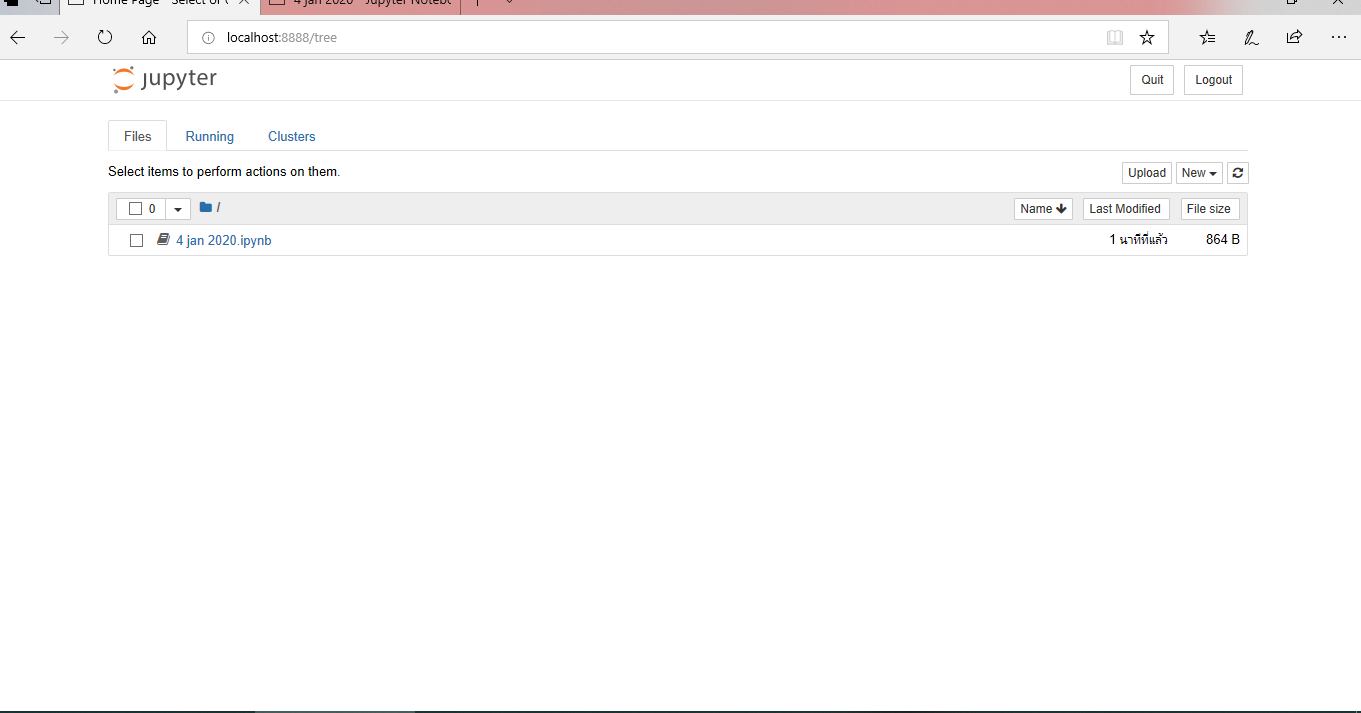 Home Page - Select or
4 jan 2020 - Jupyter Notebo
localhost:8888/tree
jupyter
Quit Logout
Files Running Clusters
Select items to perform actions on them.
Upload New
0 / Name Last Modified File size
4 jan 2020.ipynb 1 นาทีที่แล้ว 864 B